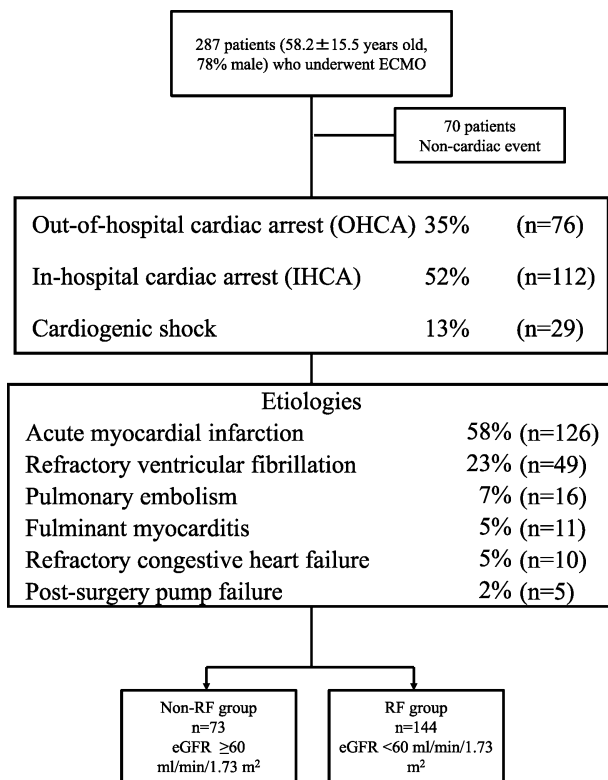 287 patients (58.2±15.5 years old,
78% male) who underwent ECMO
70 patients
Non-cardiac event
Out-of-hospital cardiac arrest (OHCA) 35% (n=76)
In-hospital cardiac arrest (IHCA) 52% (n=112)
Cardiogenic shock 13% (n=29)
Etiologies
Acute myocardial infarction 58% (n=126)
Refractory ventricular fibrillation 23% (n=49)
Pulmonary embolism 7% (n=16)
Fulminant myocarditis 5% (n=11)
Refractory congestive heart failure 5% (n=10)
Post-surgery pump failure 2% (n=5)
Non-RF group
n=73
eGFR ≥60
ml/min/1.73 m²
RF group
n=144
eGFR <60 ml/min/1.73
m²